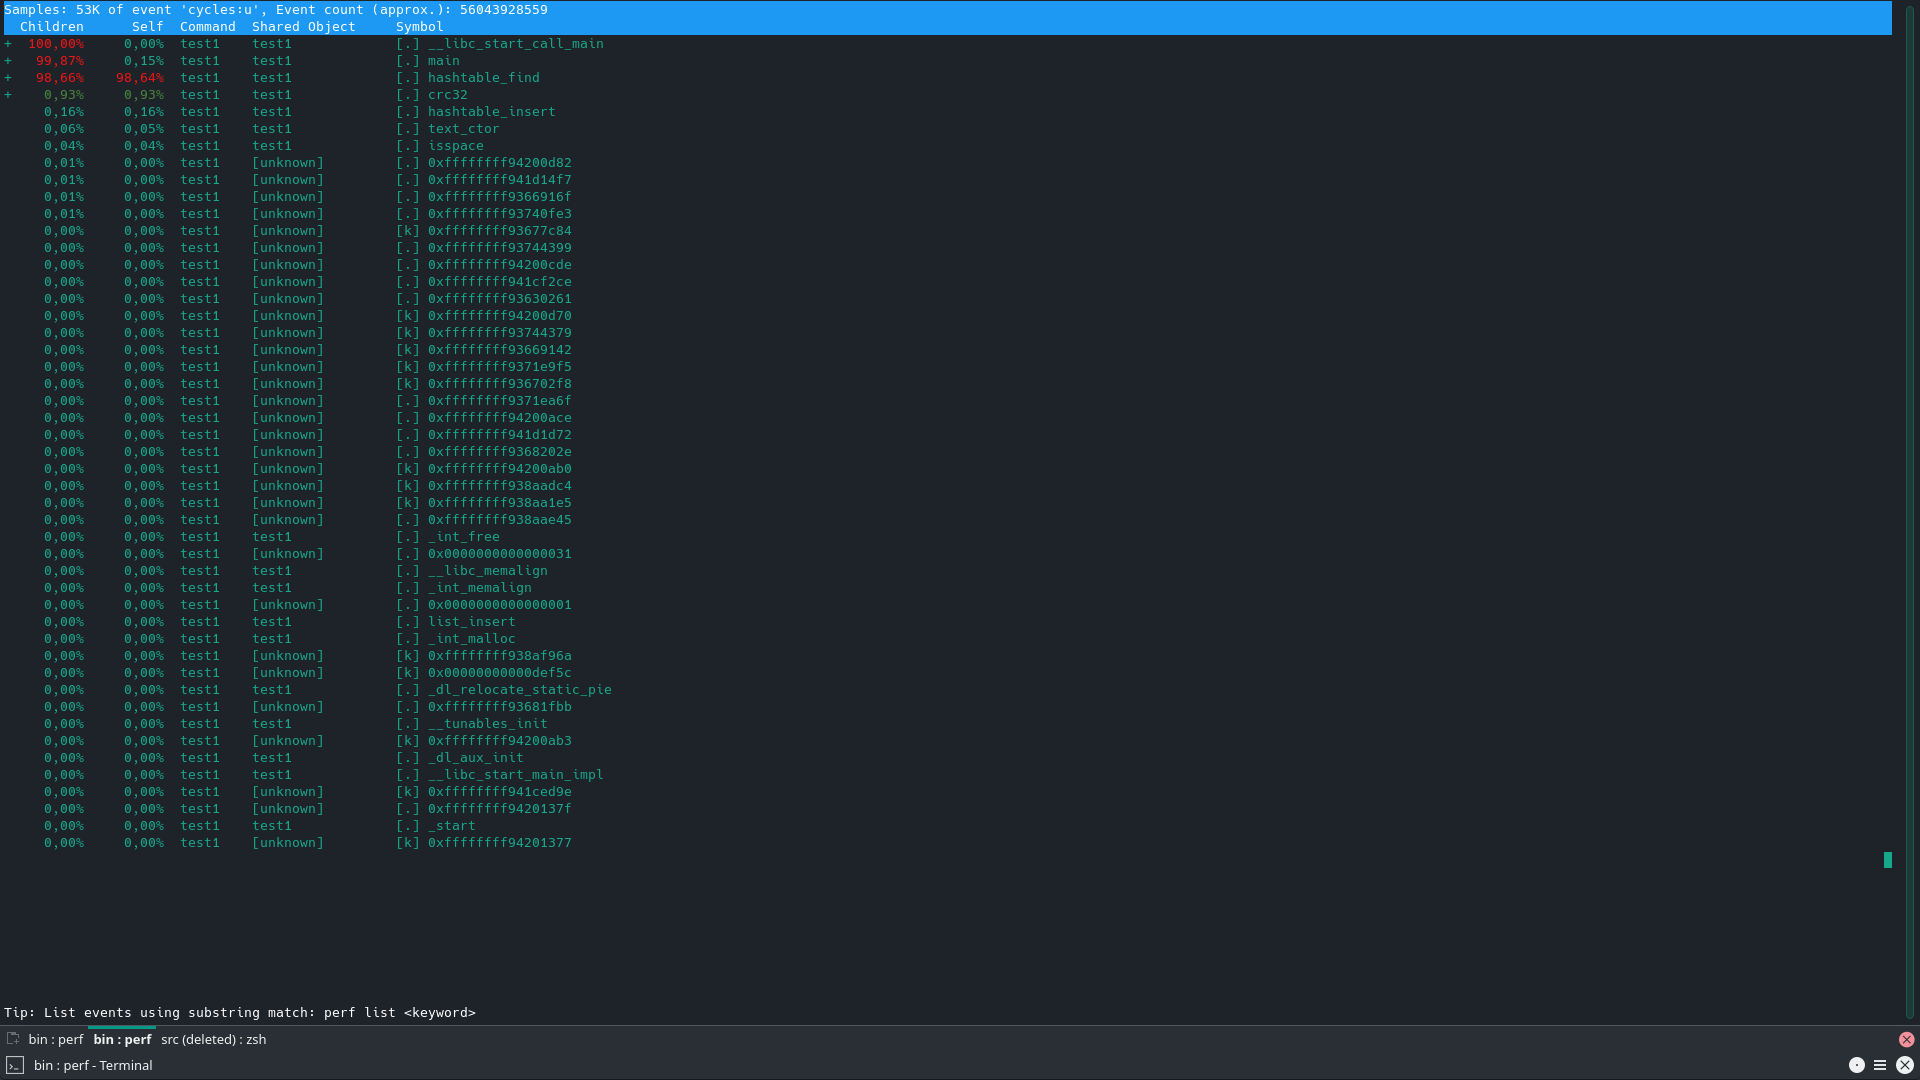 Samples: 53K of event 'cycles:u', Event count (approx.): 56043928559
Children Self Command Shared Object Symbol
+ 100,00% 0,00% test1 test1 [.] __libc_start_call_main
+ 99,87% 0,15% test1 test1 [.] main
+ 98,66% 98,64% test1 test1 [.] hashtable_find
+ 0,93% 0,93% test1 test1 [.] crc32
0,16% 0,16% test1 test1 [.] hashtable_insert
0,06% 0,05% test1 test1 [.] text_ctor
0,04% 0,04% test1 test1 [.] isspace
0,01% 0,00% test1 [unknown] [.] 0xffffffff94200d82
0,01% 0,00% test1 [unknown] [.] 0xffffffff941d14f7
0,01% 0,00% test1 [unknown] [.] 0xffffffff9366916f
0,01% 0,00% test1 [unknown] [.] 0xffffffff93740fe3
0,00% 0,00% test1 [unknown] [k] 0xffffffff93677c84
0,00% 0,00% test1 [unknown] [.] 0xffffffff93744399
0,00% 0,00% test1 [unknown] [.] 0xffffffff94200cde
0,00% 0,00% test1 [unknown] [.] 0xffffffff941cf2ce
0,00% 0,00% test1 [unknown] [.] 0xffffffff93630261
0,00% 0,00% test1 [unknown] [k] 0xffffffff94200d70
0,00% 0,00% test1 [unknown] [k] 0xffffffff93744379
0,00% 0,00% test1 [unknown] [k] 0xffffffff93669142
0,00% 0,00% test1 [unknown] [k] 0xffffffff9371e9f5
0,00% 0,00% test1 [unknown] [k] 0xffffffff936702f8
0,00% 0,00% test1 [unknown] [.] 0xffffffff9371ea6f
0,00% 0,00% test1 [unknown] [.] 0xffffffff94200ace
0,00% 0,00% test1 [unknown] [.] 0xffffffff941d1d72
0,00% 0,00% test1 [unknown] [.] 0xffffffff9368202e
0,00% 0,00% test1 [unknown] [k] 0xffffffff94200ab0
0,00% 0,00% test1 [unknown] [k] 0xffffffff938aadc4
0,00% 0,00% test1 [unknown] [k] 0xffffffff938aa1e5
0,00% 0,00% test1 [unknown] [.] 0xffffffff938aae45
0,00% 0,00% test1 test1 [.] _int_free
0,00% 0,00% test1 [unknown] [.] 0x0000000000000031
0,00% 0,00% test1 test1 [.] __libc_memalign
0,00% 0,00% test1 test1 [.] _int_memalign
0,00% 0,00% test1 [unknown] [.] 0x0000000000000001
0,00% 0,00% test1 test1 [.] list_insert
0,00% 0,00% test1 test1 [.] _int_malloc
0,00% 0,00% test1 [unknown] [k] 0xffffffff938af96a
0,00% 0,00% test1 [unknown] [k] 0x00000000000def5c
0,00% 0,00% test1 test1 [.] _dl_relocate_static_pie
0,00% 0,00% test1 [unknown] [.] 0xffffffff93681fbb
0,00% 0,00% test1 test1 [.] __tunables_init
0,00% 0,00% test1 [unknown] [k] 0xffffffff94200ab3
0,00% 0,00% test1 test1 [.] _dl_aux_init
0,00% 0,00% test1 test1 [.] __libc_start_main_impl
0,00% 0,00% test1 [unknown] [k] 0xffffffff941ced9e
0,00% 0,00% test1 [unknown] [.] 0xffffffff9420137f
0,00% 0,00% test1 test1 [.] _start
0,00% 0,00% test1 [unknown] [k] 0xffffffff94201377
Tip: List events using substring match: perf list <keyword>
bin : perf bin : perf src (deleted) : zsh
bin : perf - Terminal